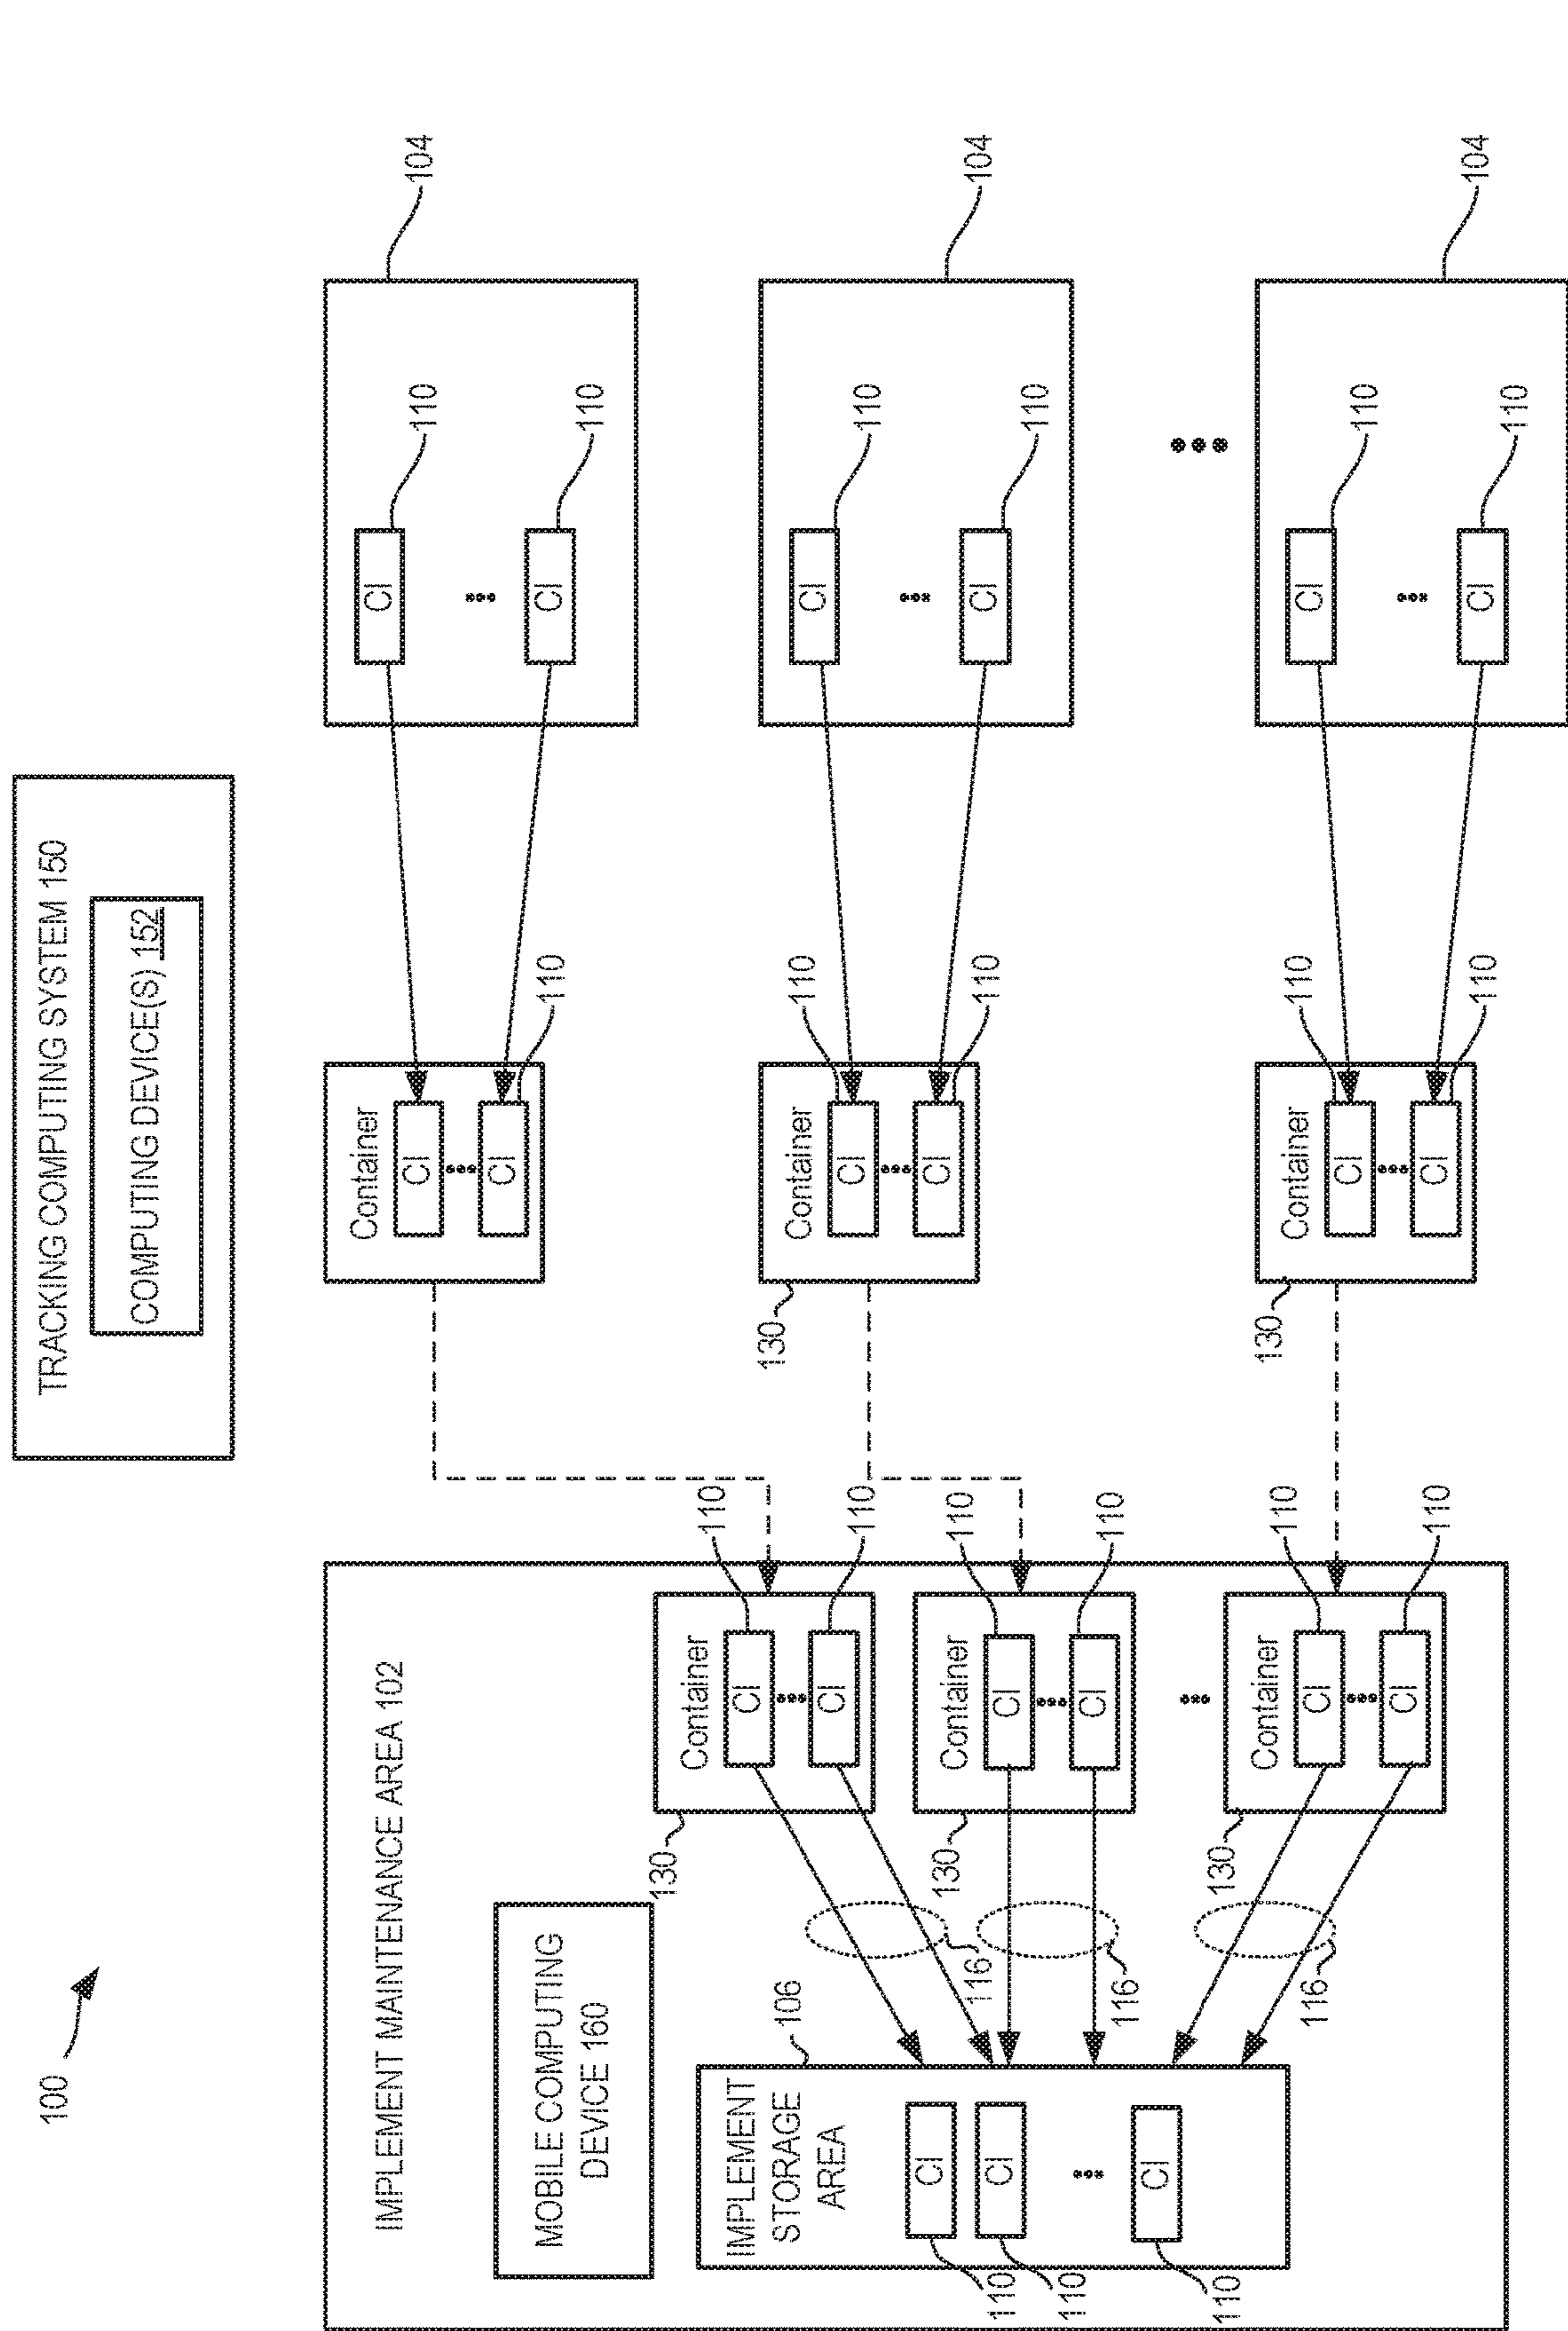 100
TRACKING COMPUTING SYSTEM 150
COMPUTING DEVICE(S) 152
IMPLEMENT MAINTENANCE AREA 102
MOBILE COMPUTING
DEVICE 160
IMPLEMENT
STORAGE
AREA
106
CI
110
CI
110
CI
110
130
Container
CI
110
CI
110
116
130
Container
CI
110
CI
110
116
130
Container
CI
110
CI
110
116
Container
CI
CI
110
130
Container
CI
110
CI
110
130
Container
CI
110
CI
110
104
CI
110
CI
110
104
CI
110
CI
110
104
CI
110
CI
110